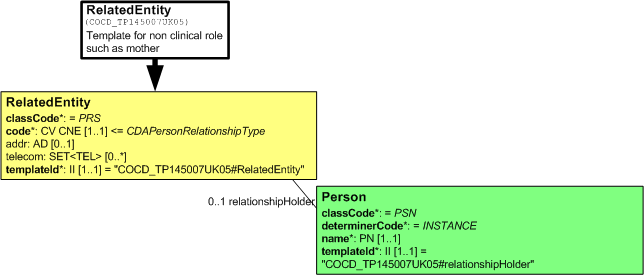 RelatedEntity
(COCD_TP145007UK05)
Template for non clinical role
such as mother
RelatedEntity
classCode*: = PRS
code*: CV CNE [1..1] <= CDAPersonRelationshipType
addr: AD [0..1]
telecom: SET<TEL> [0..*]
templateId*: II [1..1] = "COCD_TP145007UK05#RelatedEntity"
0..1 relationshipHolder
Person
classCode*: = PSN
determinerCode*: = INSTANCE
name*: PN [1..1]
templateId*: II [1..1] =
"COCD_TP145007UK05#relationshipHolder"